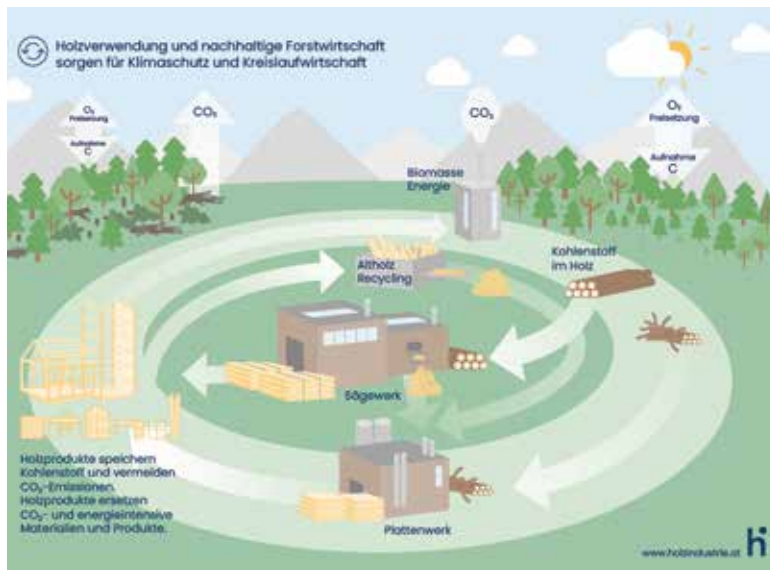 Holzverwendung und nachhaltige Forstwirtschaft
sorgen für Klimaschutz und Kreislaufwirtschaft
O₂
Freisetzung
Aufnahme
C
CO₂
CO₂
O₂
Freisetzung
Aufnahme
C
Biomasse
Energie
Altholz
Recycling
Kohlenstoff
im Holz
Sägewerk
Holzprodukte speichern
Kohlenstoff und vermeiden
CO₂-Emissionen.
Holzprodukte ersetzen
CO₂- und energieintensive
Materialien und Produkte.
Plattenwerk
www.holzindustrie.at
hi